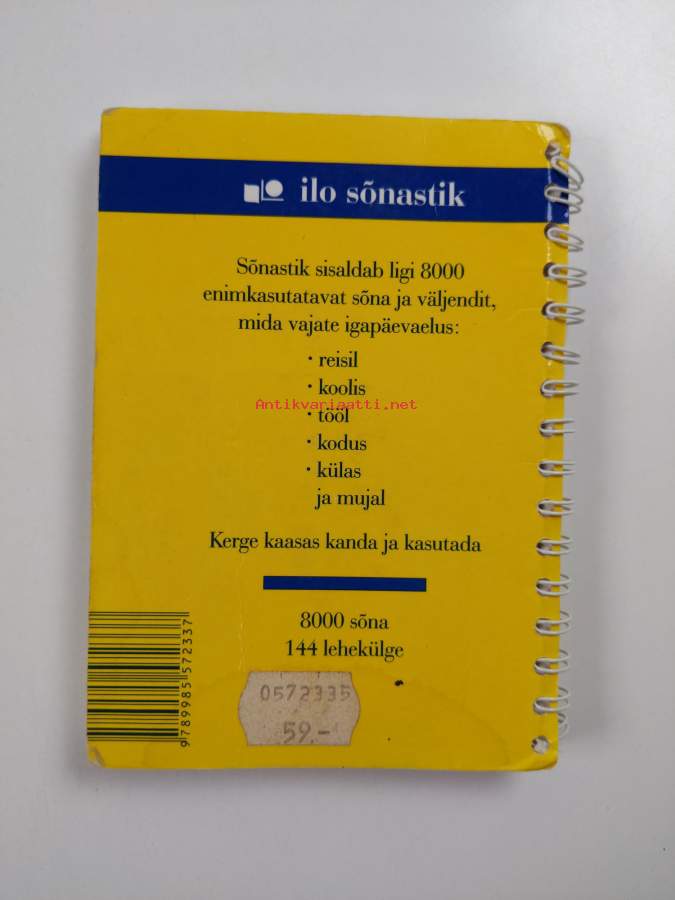 ilo sõnastik
Sõnastik sisaldab ligi 8000
enimkasutatavat sõna ja väljendit,
mida vajate igapäevaelus:
· reisil
· koolis
Antikvariaatti.net
· tööl
· kodus
· külas
ja mujal
Kerge kaasas kanda ja kasutada
8000 sõna
144 lehekülge
9789985572337
0572335
59.-